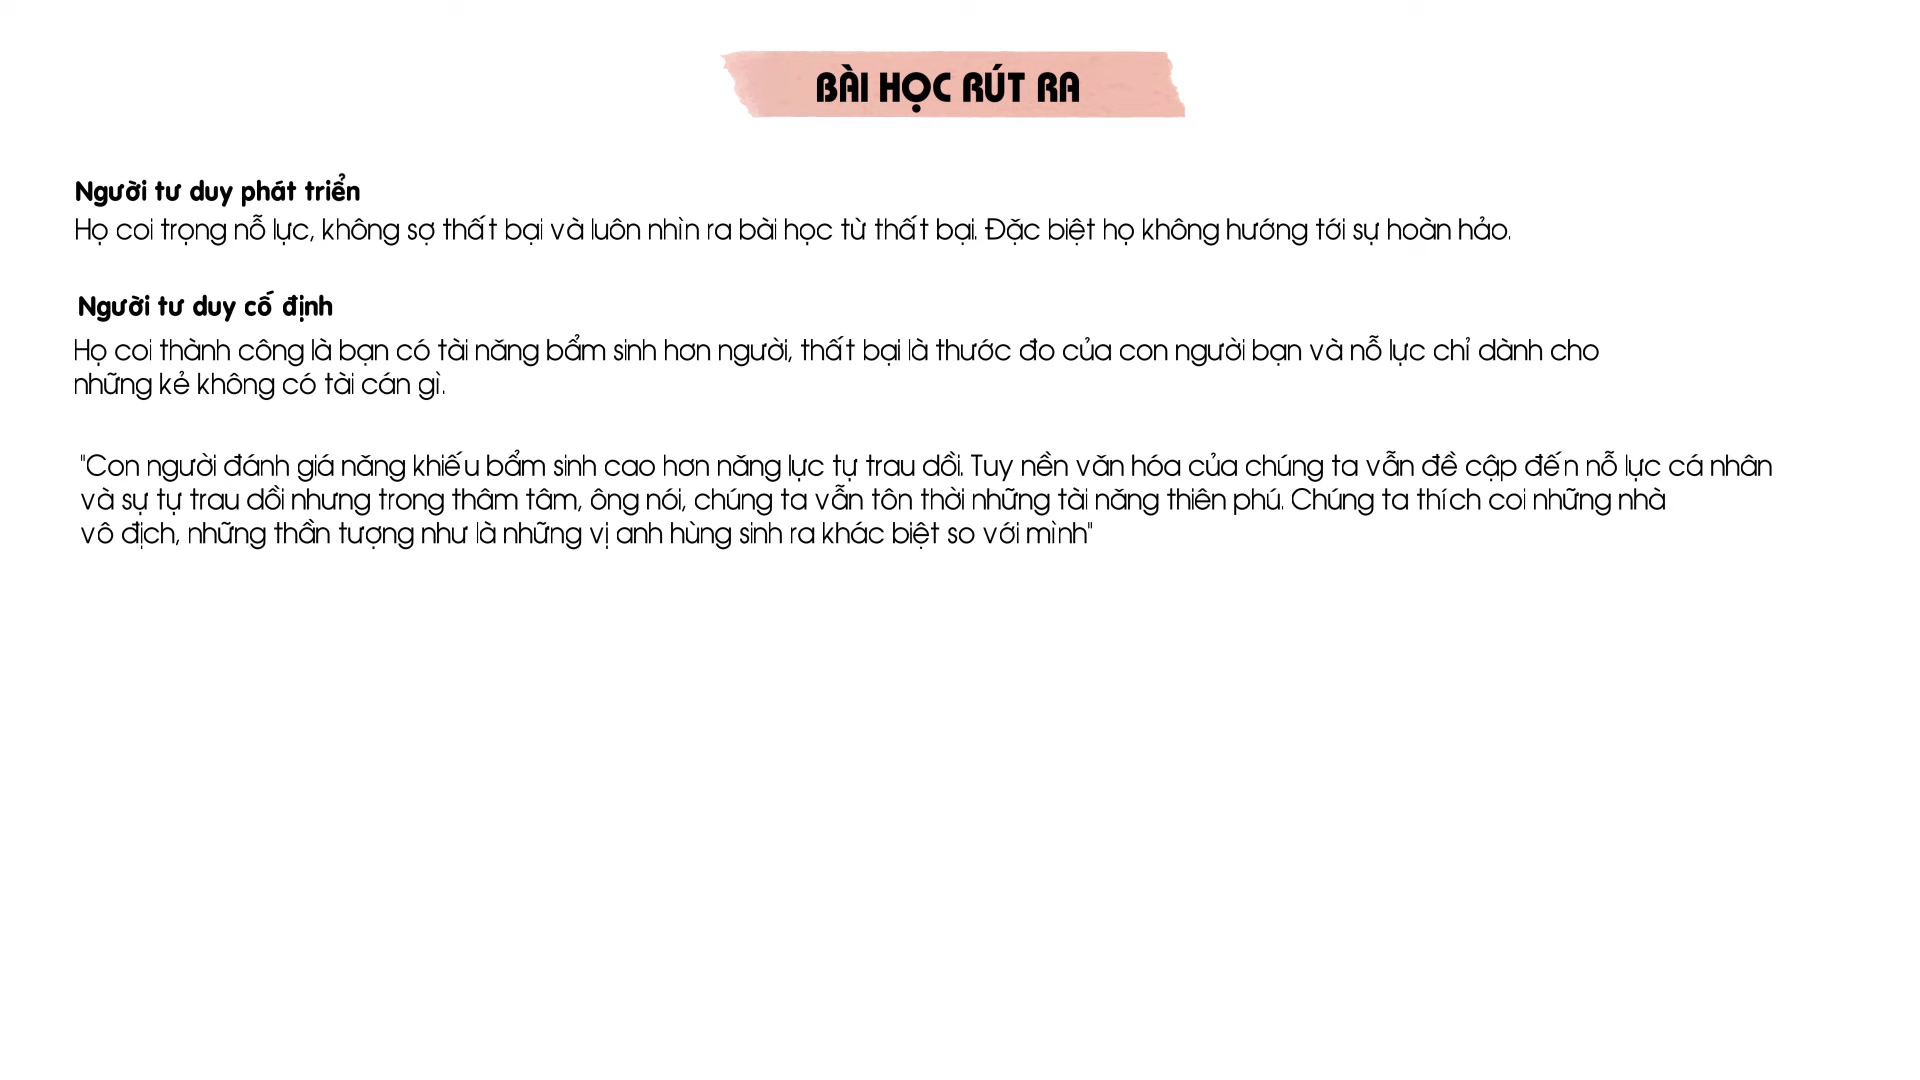 BÀI HỌC RÚT RA
Người tư duy phát triển
Họ coi trọng nỗ lực, không sợ thất bại và luôn nhìn ra bài học từ thất bại. Đặc biệt họ không hướng tới sự hoàn hảo.
Người tư duy cố định
Họ coi thành công là bạn có tài năng bẩm sinh hơn người, thất bại là thước đo của con người bạn và nỗ lực chỉ dành cho
những kẻ không có tài cán gì.
"Con người đánh giá năng khiếu bẩm sinh cao hơn năng lực tự trau dồi. Tuy nền văn hóa của chúng ta vẫn đề cập đến nỗ lực cá nhân
và sự tự trau dồi nhưng trong thâm tâm, ông nói, chúng ta vẫn tôn thời những tài năng thiên phú. Chúng ta thích coi những nhà
vô địch, những thần tượng như là những vị anh hùng sinh ra khác biệt so với mình"